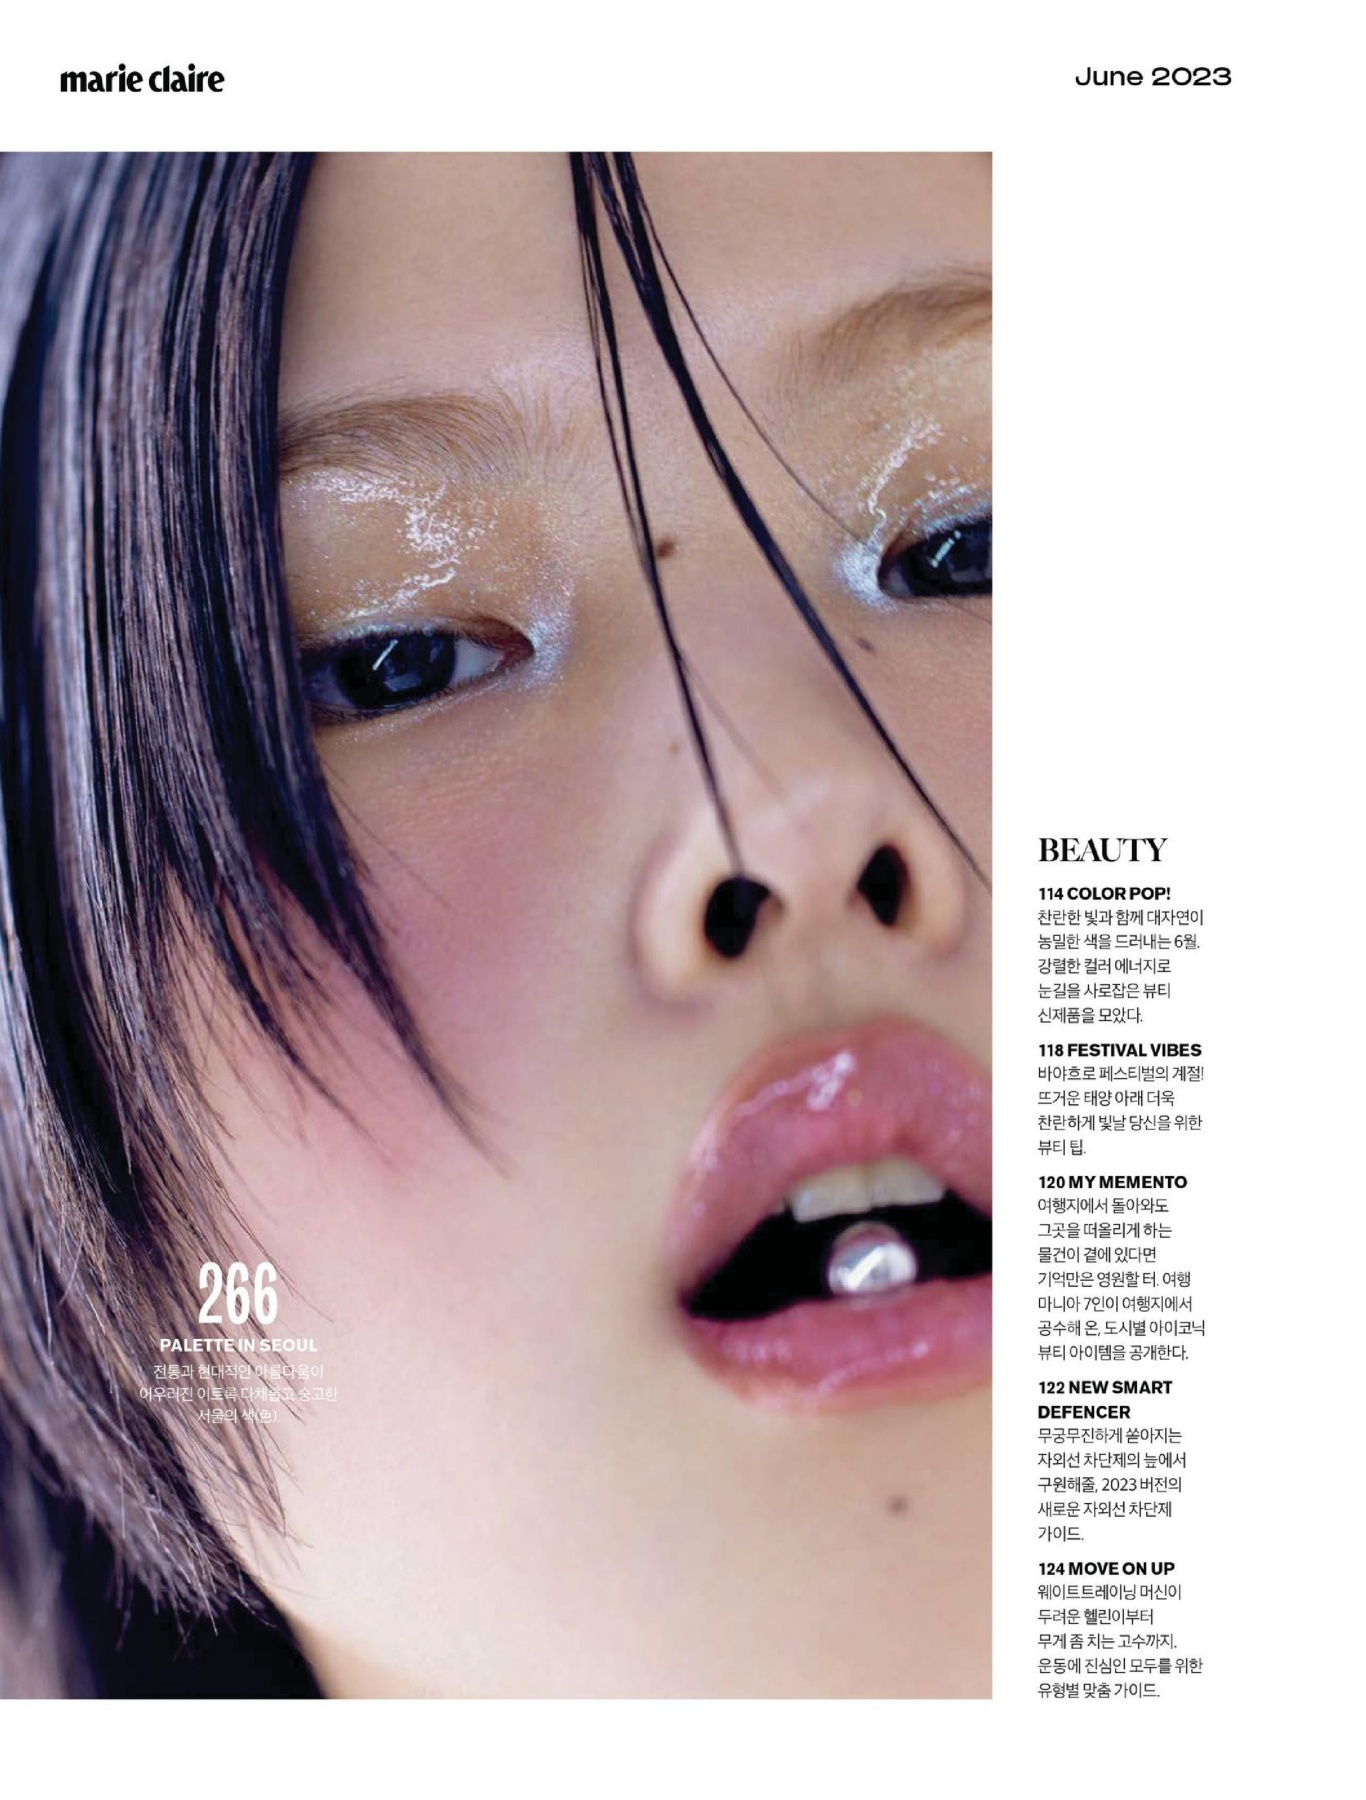 marie claire
June 2023
266
PALETTE IN SEOUL
전통과 현대적인 아름다움이
어우러진 이토록 다채롭고 숭고한
서울의 색(色).
BEAUTY
114 COLOR POP!
찬란한 빛과 함께 대자연이
농밀한 색을 드러내는 6월.
강렬한 컬러 에너지로
눈길을 사로잡은 뷰티
신제품을 모았다.
118 FESTIVAL VIBES
바야흐로 페스티벌의 계절!
뜨거운 태양 아래 더욱
찬란하게 빛날 당신을 위한
뷰티 팁.
120 MY MEMENTO
여행지에서 돌아와도
그곳을 떠올리게 하는
물건이 곁에 있다면
기억만은 영원할 터. 여행
마니아 7인이 여행지에서
공수해 온, 도시별 아이코닉
뷰티 아이템을 공개한다.
122 NEW SMART
DEFENCER
무궁무진하게 쏟아지는
자외선 차단제의 늪에서
구원해줄, 2023 버전의
새로운 자외선 차단제
가이드.
124 MOVE ON UP
웨이트트레이닝 머신이
두려운 헬린이부터
무게 좀 치는 고수까지.
운동에 진심인 모두를 위한
유형별 맞춤 가이드.